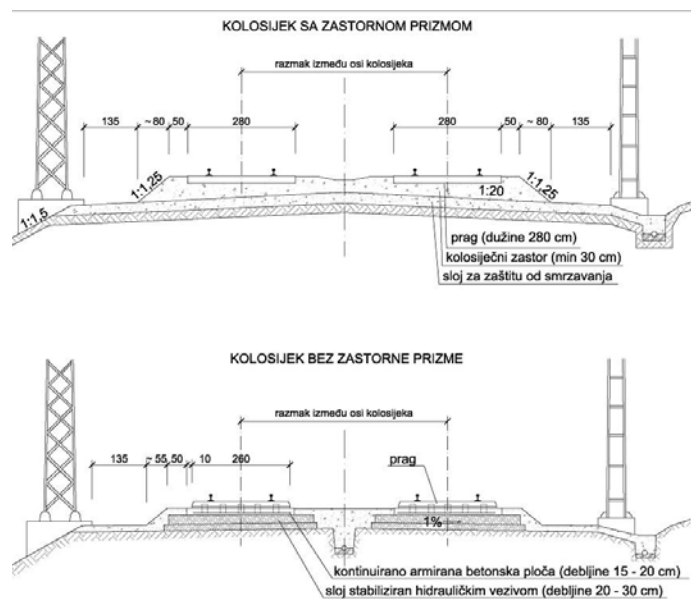 KOLOSIJEK SA ZASTORNOM PRIZMOM
razmak između osi kolosijeka
135 ~ 80 50 280 280 50 ~ 80 135
1:1,25 1:20 1:1,25
1:1,5
prag (dužine 280 cm)
kolosiječni zastor (min 30 cm)
sloj za zaštitu od smrzavanja
KOLOSIJEK BEZ ZASTORNE PRIZME
razmak između osi kolosijeka
135 ~ 55 50 10 260
prag
1%
kontinuirano armirana betonska ploča (debljine 15 - 20 cm)
sloj stabiliziran hidrauličkim vezivom (debljine 20 - 30 cm)